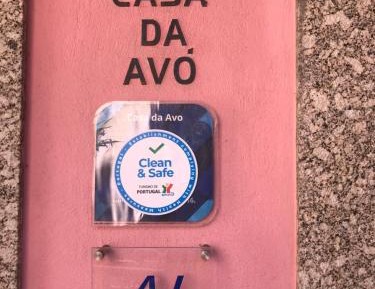 CASA
DA
AVÓ
Casa da Avo
Clean
& Safe
TURISMO DE
PORTUGAL
AL